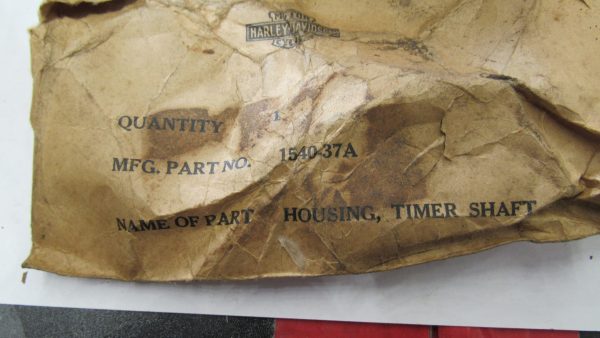 HARLEY-DAVIDSON
QUANTITY 1
MFG. PART NO. 1540-37A
NAME OF PART HOUSING, TIMER SHAFT